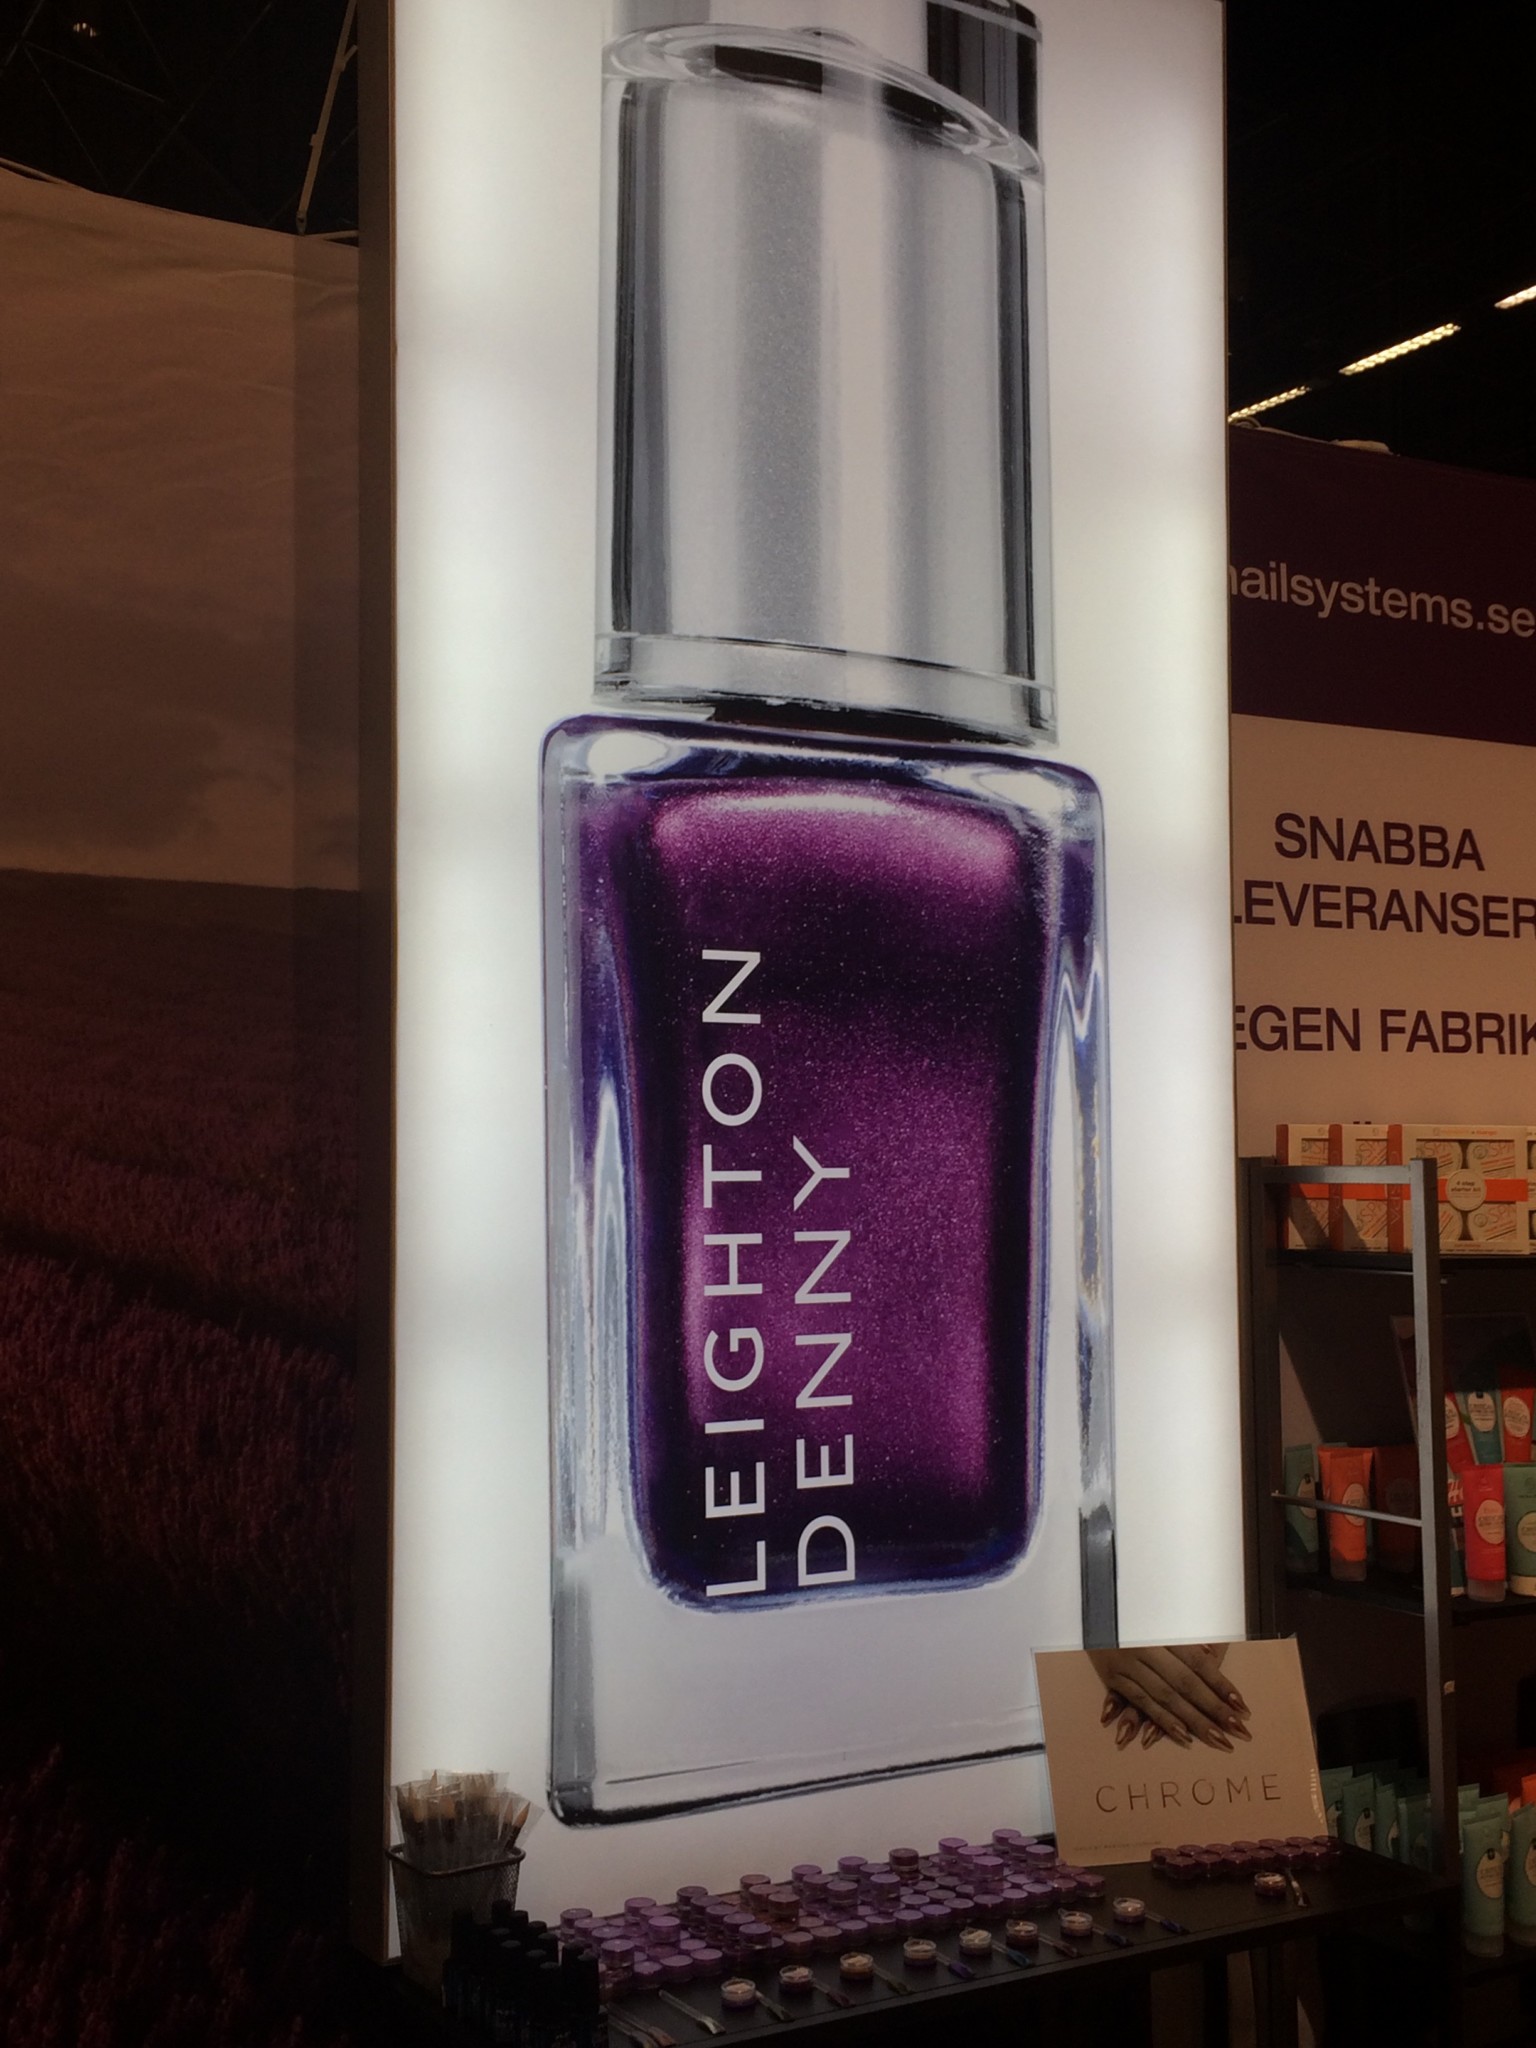 LEIGHTON
DENNY
nailsystems.se
SNABBA
LEVERANSER
EGEN FABRIK
CHROME